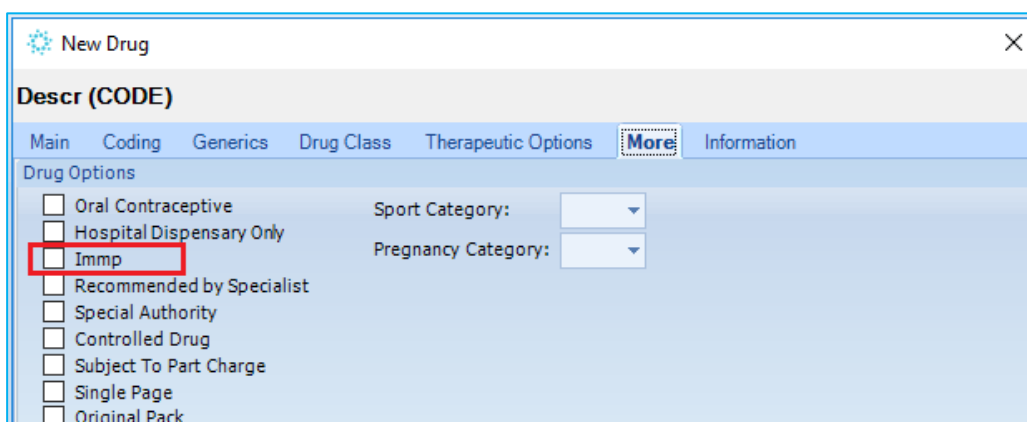 New Drug
Descr (CODE)
Main Coding Generics Drug Class Therapeutic Options More Information
Drug Options
Oral Contraceptive Sport Category:
Hospital Dispensary Only
Pregnancy Category:
Immp
Recommended by Specialist
Special Authority
Controlled Drug
Subject To Part Charge
Single Page
Original Pack